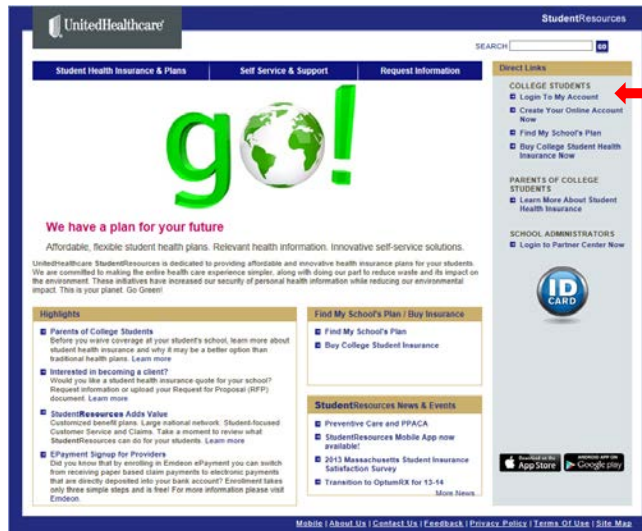 UnitedHealthcare
StudentResources
SEARCH GO
Student Health Insurance & Plans Self Service & Support Request Information
go!
We have a plan for your future
Affordable, flexible student health plans. Relevant health information. Innovative self-service solutions.
UnitedHealthcare StudentResources is dedicated to providing affordable and innovative health insurance plans for your students.
We are committed to making the entire health care experience simpler, along with doing our part to reduce waste and its impact on
the environment. These initiatives have increased our security of personal health information while reducing our environmental
impact. This is your planet. Go Green!
Highlights
Parents of College Students
Before you waive coverage at your student's school, learn more about
student health insurance and why it may be a better option than
traditional health plans. Learn more
Interested in becoming a client?
Would you like a student health insurance quote for your school?
Request information or upload your Request for Proposal (RFP)
document. Learn more
StudentResources Adds Value
Customized benefit plans. Large national network. Student-focused
Customer Service and Claims. Take a moment to review what
StudentResources can do for your students. Learn more
EPayment Signup for Providers
Did you know that by enrolling in Emdeon ePayment you can switch
from receiving paper based claim payments to electronic payments
that are directly deposited into your bank account? Enrollment takes
only three simple steps and is free! For more information please visit
Emdeon.
Find My School's Plan / Buy Insurance
Find My School's Plan
Buy College Student Insurance
StudentResources News & Events
Preventive Care and PPACA
StudentResources Mobile App now
available!
2013 Massachusetts Student Insurance
Satisfaction Survey
Transition to OptumRX for 13-14
More News
Direct Links
COLLEGE STUDENTS
Login To My Account
Create Your Online Account
Now
Find My School's Plan
Buy College Student Health
Insurance Now
PARENTS OF COLLEGE
STUDENTS
Learn More About Student
Health Insurance
SCHOOL ADMINISTRATORS
Login to Partner Center Now
ID
CARD
Download on the
App Store
ANDROID APP ON
Google play
Mobile | About Us | Contact Us | Feedback | Privacy Policy | Terms Of Use | Site Map